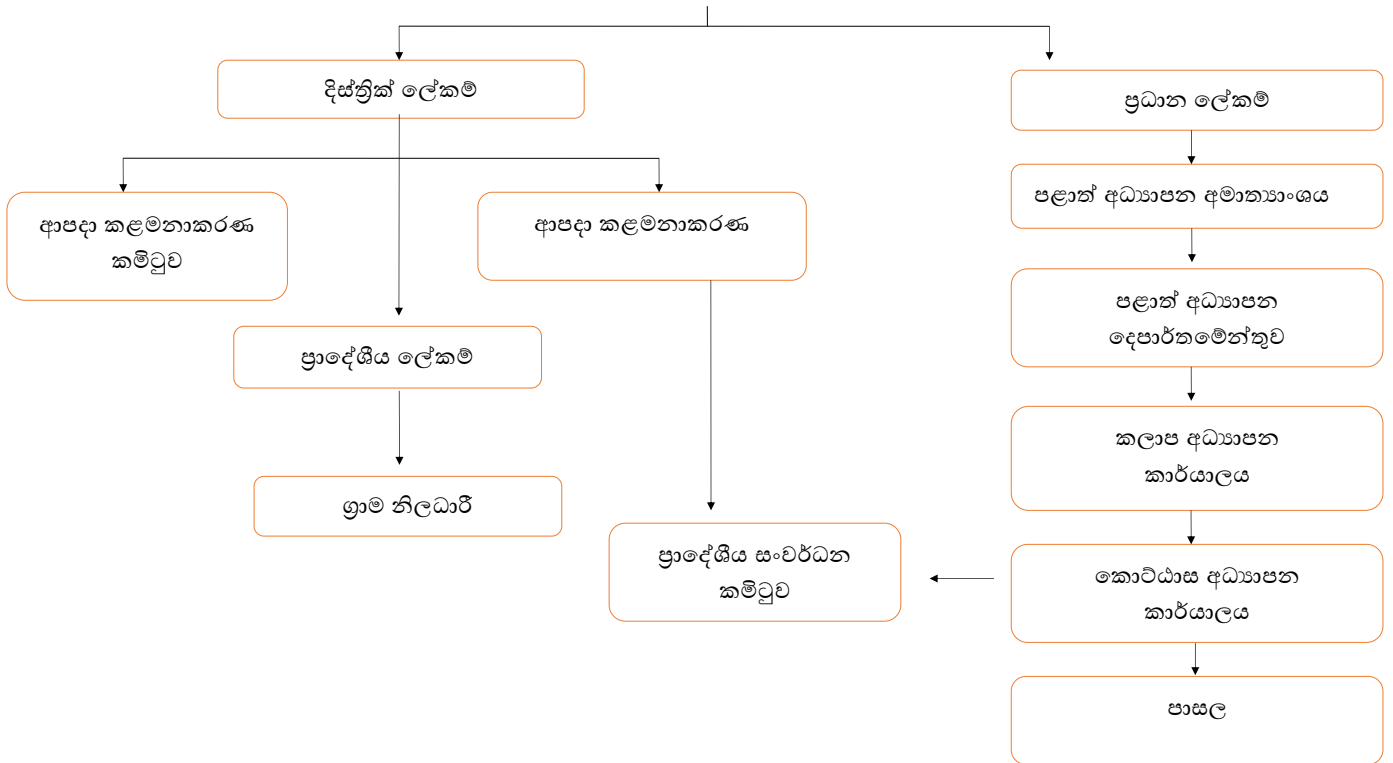 දිස්ත්‍රික් ලේකම්
ප්‍රධාන ලේකම්
ආපදා කළමනාකරණ
කමිටුව
ආපදා කළමනාකරණ
පළාත් අධ්‍යාපන අමාත්‍යාංශය
පළාත් අධ්‍යාපන
දෙපාර්තමේන්තුව
ප්‍රාදේශීය ලේකම්
කලාප අධ්‍යාපන
කාර්යාලය
ග්‍රාම නිලධාරී
ප්‍රාදේශීය සංවර්ධන
කමිටුව
කොට්ඨාස අධ්‍යාපන
කාර්යාලය
පාසල